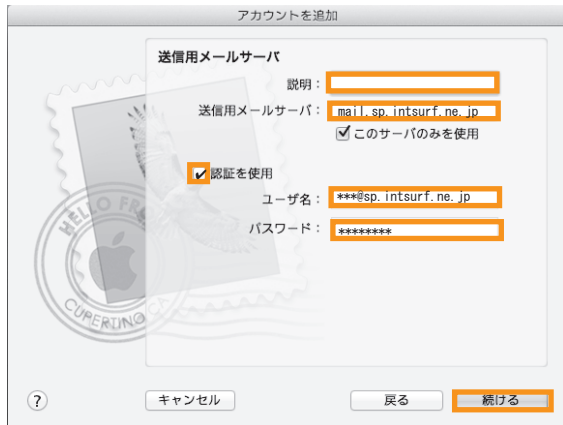 アカウントを追加
送信用メールサーバ
説明：
送信用メールサーバ： mail.sp.intsurf.ne.jp
このサーバのみを使用
認証を使用
ユーザ名： ***@sp.intsurf.ne.jp
パスワード： ********
HELLO FRO
CUPERTINO CA
? キャンセル 戻る 続ける